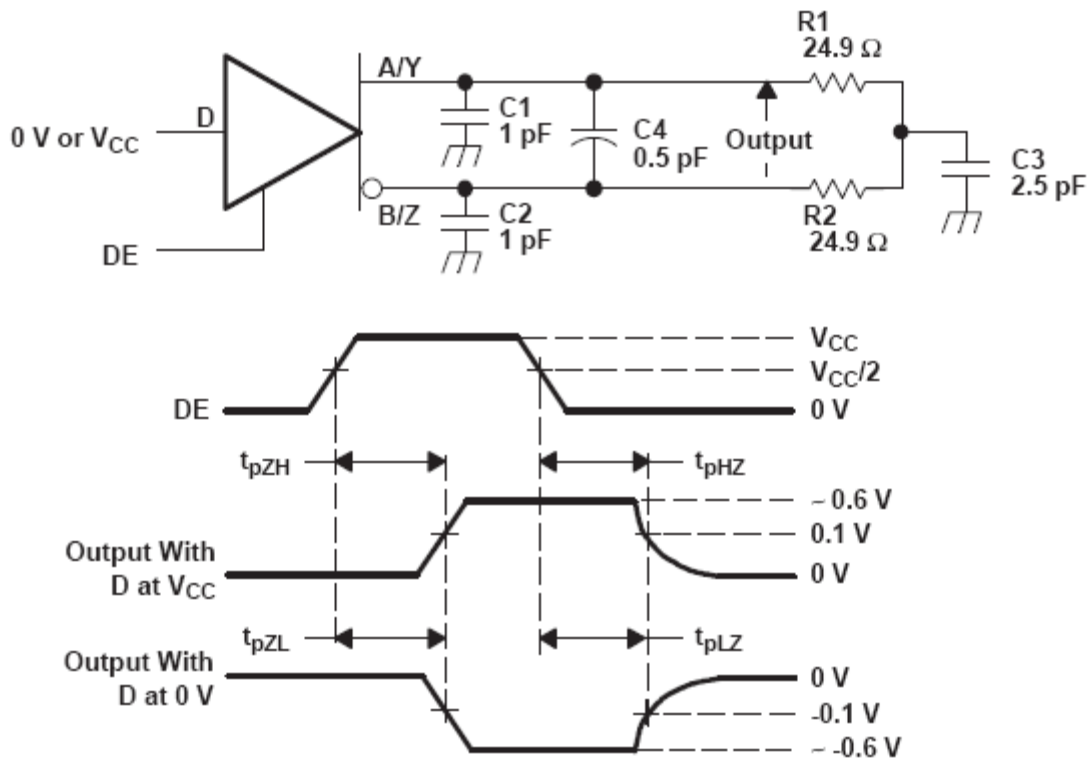 R1
24.9 Ω
A/Y
C1
1 pF
D
0 V or VCC
C4
0.5 pF
Output
C3
2.5 pF
B/Z
C2
1 pF
R2
24.9 Ω
DE
VCC
VCC/2
DE
0 V
tpZH
tpHZ
~ 0.6 V
0.1 V
Output With
D at VCC
0 V
tpZL
tpLZ
Output With
D at 0 V
0 V
-0.1 V
~ -0.6 V